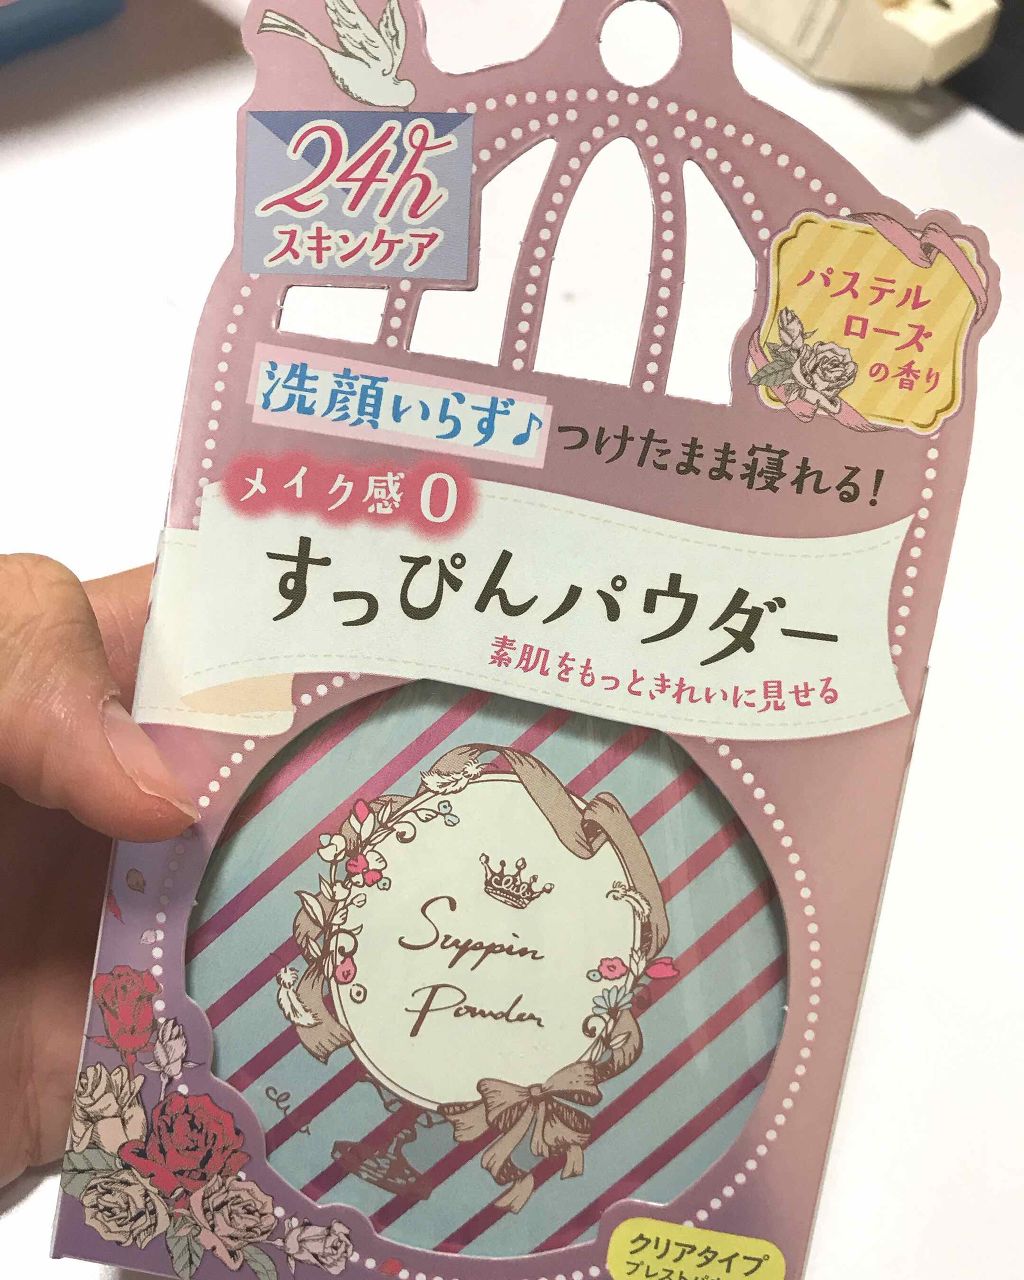 24h
スキンケア
パステル
ローズ
の香り
洗顔いらず♪
つけたまま寝れる!
メイク感0
すっぴんパウダー
素肌をもっときれいに見せる
Suppin
Powder
クリアタイプ